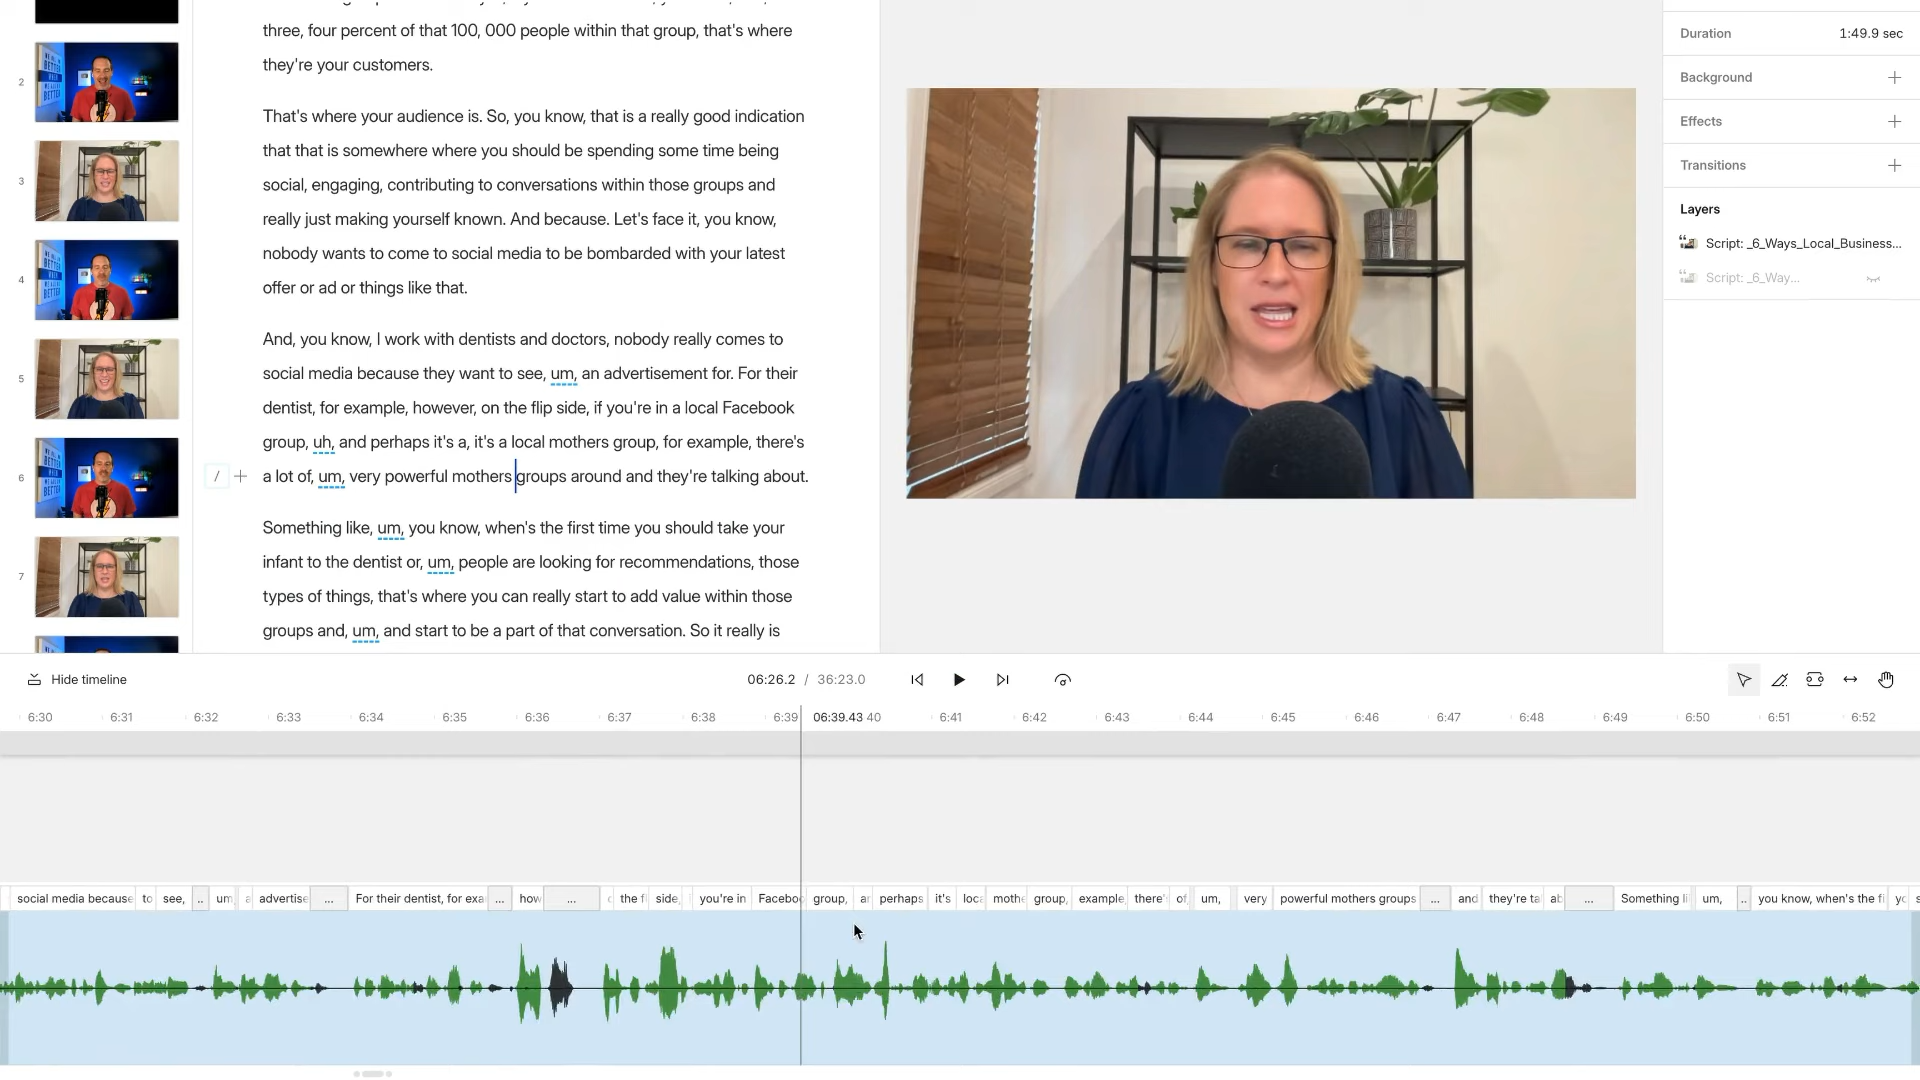 three, four percent of that 100, 000 people within that group, that's where
they're your customers.
That's where your audience is. So, you know, that is a really good indication
that that is somewhere where you should be spending some time being
social, engaging, contributing to conversations within those groups and
really just making yourself known. And because. Let's face it, you know,
nobody wants to come to social media to be bombarded with your latest
offer or ad or things like that.
And, you know, I work with dentists and doctors, nobody really comes to
social media because they want to see, um, an advertisement for. For their
dentist, for example, however, on the flip side, if you're in a local Facebook
group, uh, and perhaps it's a, it's a local mothers group, for example, there's
/ + a lot of, um, very powerful mothers groups around and they're talking about.
Something like, um, you know, when's the first time you should take your
infant to the dentist or, um, people are looking for recommendations, those
types of things, that's where you can really start to add value within those
groups and, um, and start to be a part of that conversation. So it really is
2
3
4
5
6
7
Duration 1:49.9 sec
Background
Effects
Transitions
Layers
Script: _6_Ways_Local_Business...
Script: _6_Way...
Hide timeline
06:26.2 / 36:23.0
6:30 6:31 6:32 6:33 6:34 6:35 6:36 6:37 6:38 6:39 06:39.43 40 6:41 6:42 6:43 6:44 6:45 6:46 6:47 6:48 6:49 6:50 6:51 6:52
social media because to see, .. um, a advertise ... For their dentist, for exa ... how ... the f side, you're in Facebo group, ar perhaps it's loca mothe group, example, there' of, um, very powerful mothers groups ... and they're ta ab ... Something li um, .. you know, when's the fi yo